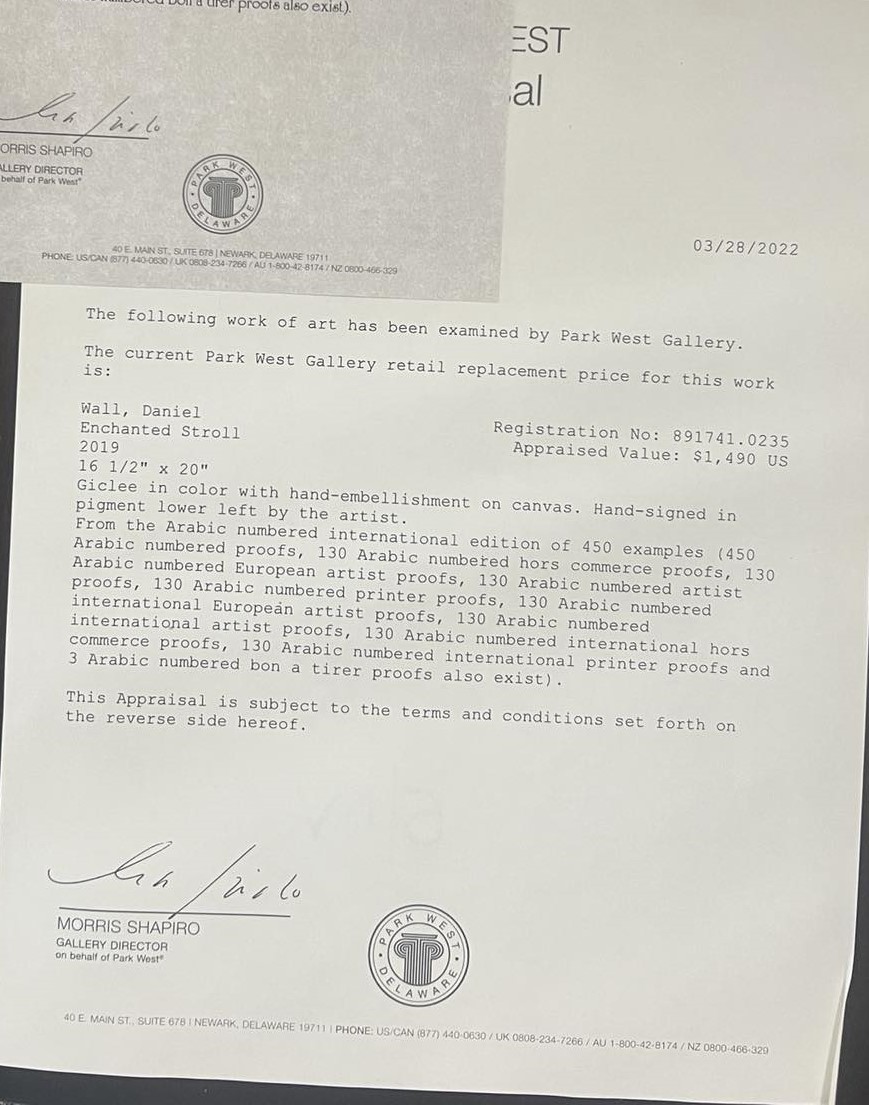 bon a tirer proofs also exist).
ORRIS SHAPIRO
ALLERY DIRECTOR
behalf of Park West®
PARK WEST
DELAWARE
40 E. MAIN ST., SUITE 678 | NEWARK, DELAWARE 19711
PHONE: US/CAN (877) 440-0630 / UK 0808-234-7266 / AU 1-800-42-8174 / NZ 0800-466-329
EST
al
03/28/2022
The following work of art has been examined by Park West Gallery.
The current Park West Gallery retail replacement price for this work
is:
Wall, Daniel
Enchanted Stroll
2019
16 1/2" x 20"
Registration No: 891741.0235
Appraised Value: $1,490 US
Giclee in color with hand-embellishment on canvas. Hand-signed in
pigment lower left by the artist.
From the Arabic numbered international edition of 450 examples (450
Arabic numbered proofs, 130 Arabic numbered hors commerce proofs, 130
Arabic numbered European artist proofs, 130 Arabic numbered artist
proofs, 130 Arabic numbered printer proofs, 130 Arabic numbered
international European artist proofs, 130 Arabic numbered
international artist proofs, 130 Arabic numbered international hors
commerce proofs, 130 Arabic numbered international printer proofs and
3 Arabic numbered bon a tirer proofs also exist).
This Appraisal is subject to the terms and conditions set forth on
the reverse side hereof.
MORRIS SHAPIRO
GALLERY DIRECTOR
on behalf of Park West®
PARK WEST
DELAWARE
40 E. MAIN ST., SUITE 678 | NEWARK, DELAWARE 19711 | PHONE: US/CAN (877) 440-0630 / UK 0808-234-7266 / AU 1-800-42-8174 / NZ 0800-466-329